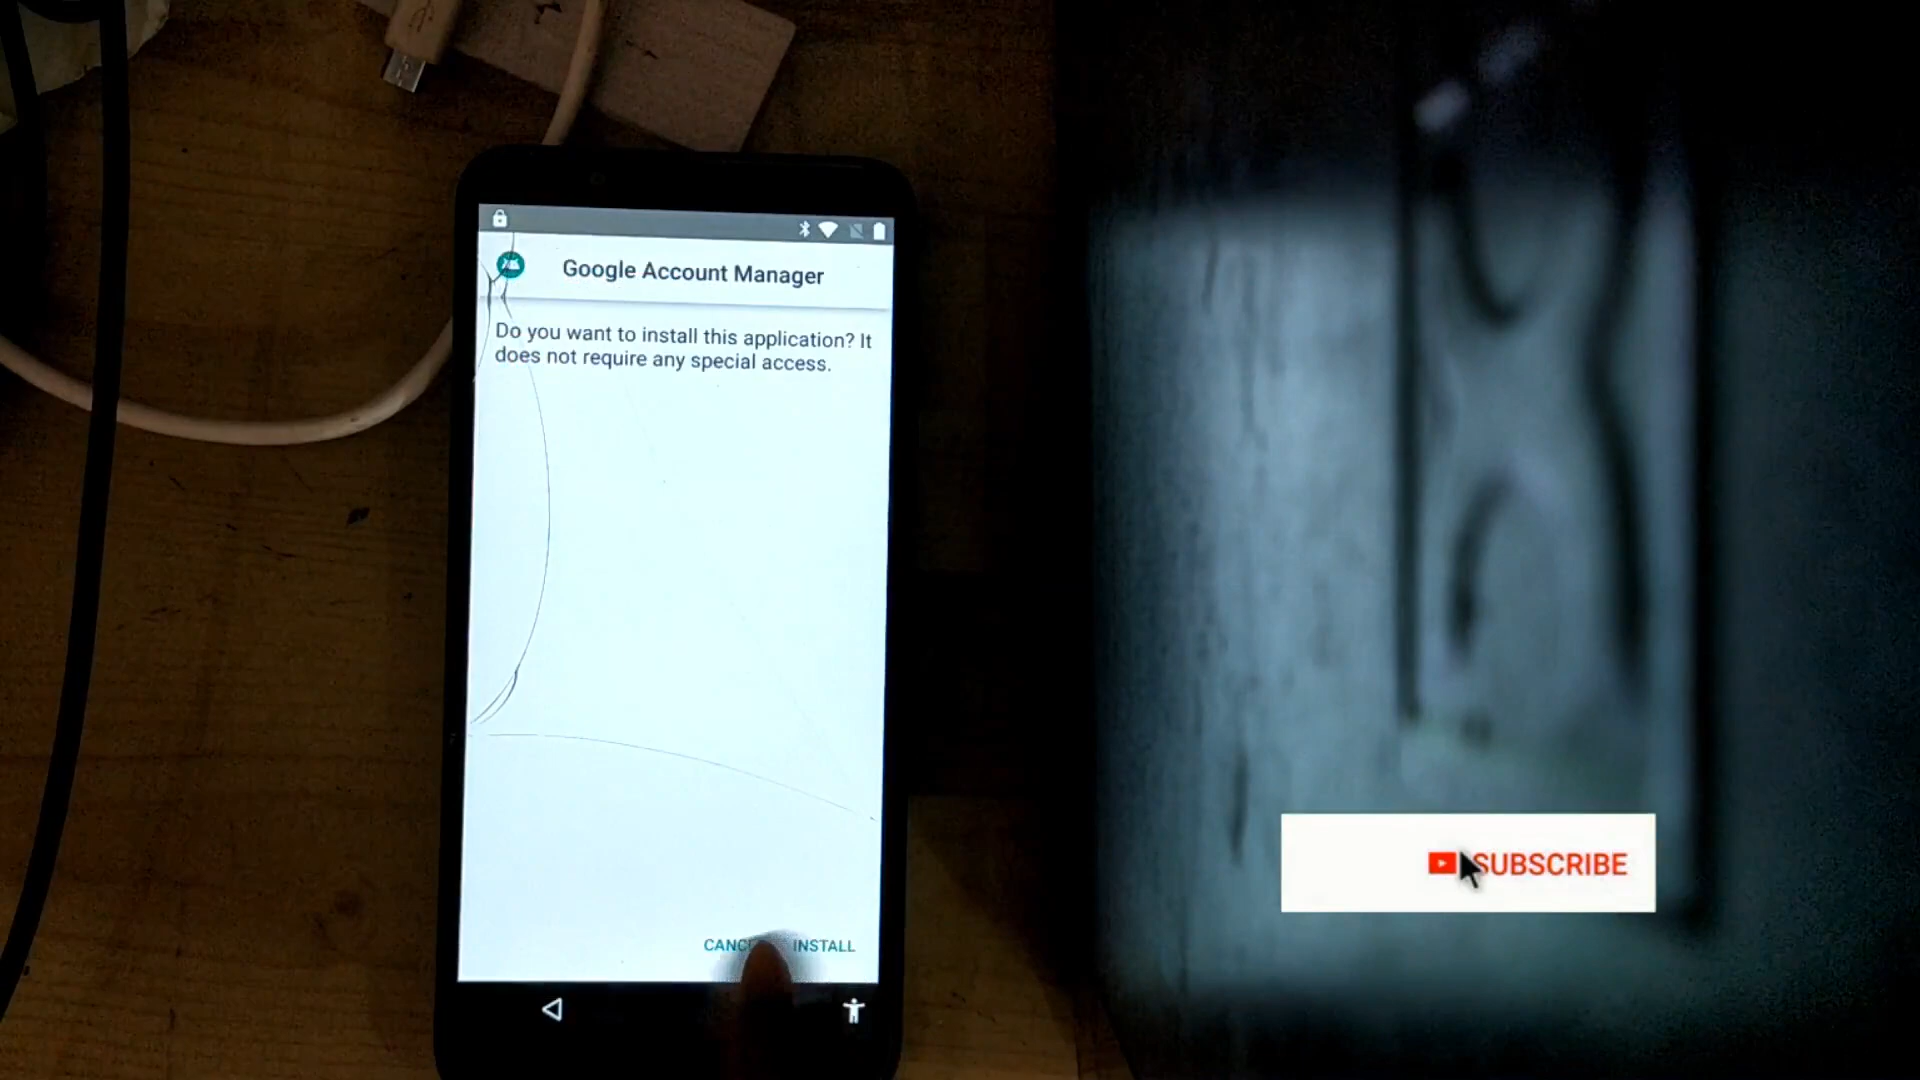 Google Account Manager
Do you want to install this application? It
does not require any special access.
INSTALL
SUBSCRIBE